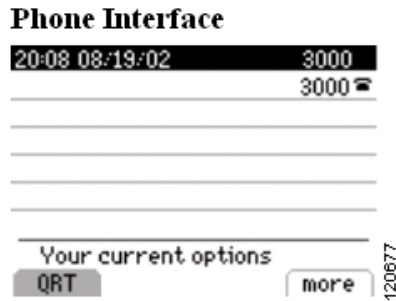 Phone Interface
20:08 08/19/02 3000
3000
Your current options
QRT more
120677